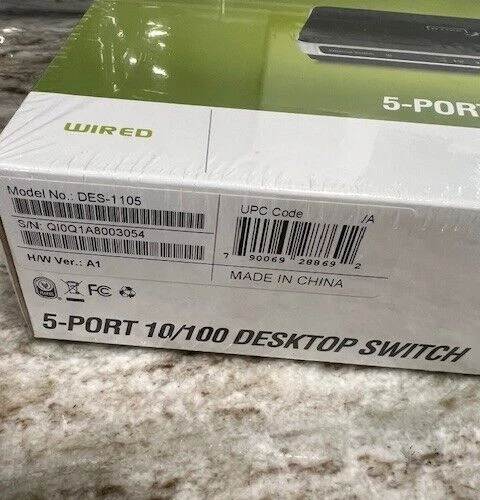 5-POR
WIRED
Model No.: DES-1105
S/N: QI0Q1A8003054
H/W Ver.: A1
UPC Code
/A
7 90069 28869 2
MADE IN CHINA
FC
5-PORT 10/100 DESKTOP SWITCH